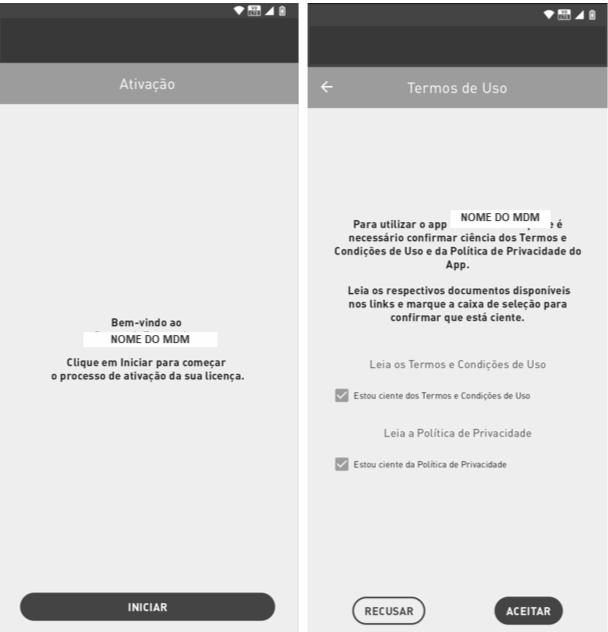 Ativação
Bem-vindo ao
NOME DO MDM
Clique em Iniciar para começar
o processo de ativação da sua licença.
INICIAR
Termos de Uso
Para utilizar o app NOME DO MDM e é
necessário confirmar ciência dos Termos e
Condições de Uso e da Política de Privacidade do
App.
Leia os respectivos documentos disponíveis
nos links e marque a caixa de seleção para
confirmar que está ciente.
Leia os Termos e Condições de Uso
Estou ciente dos Termos e Condições de Uso
Leia a Política de Privacidade
Estou ciente da Política de Privacidade
RECUSAR
ACEITAR